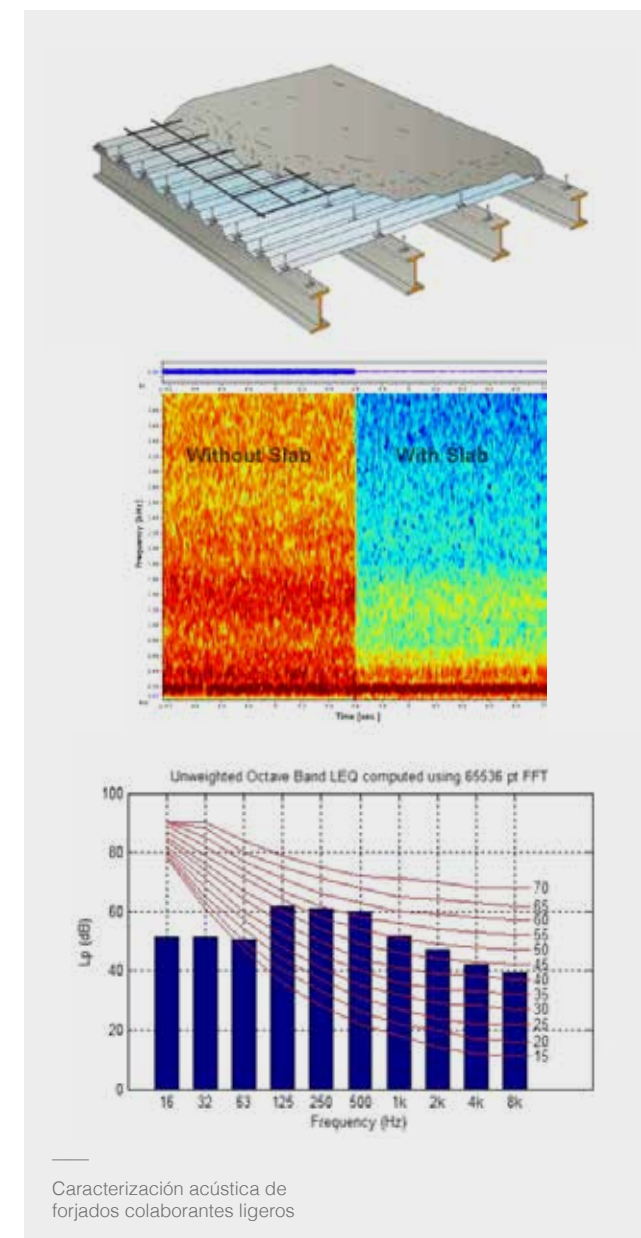 Without Slab
With Slab
Frequency [kHz]
Time [sec.]
Unweighted Octave Band LEQ computed using 65536 pt FFT
100
80
60
40
20
0
Lp (dB)
70
65
60
55
50
45
40
35
30
25
20
15
16 32 63 125 250 500 1k 2k 4k 8k
Frequency (Hz)
Caracterización acústica de
forjados colaborantes ligeros